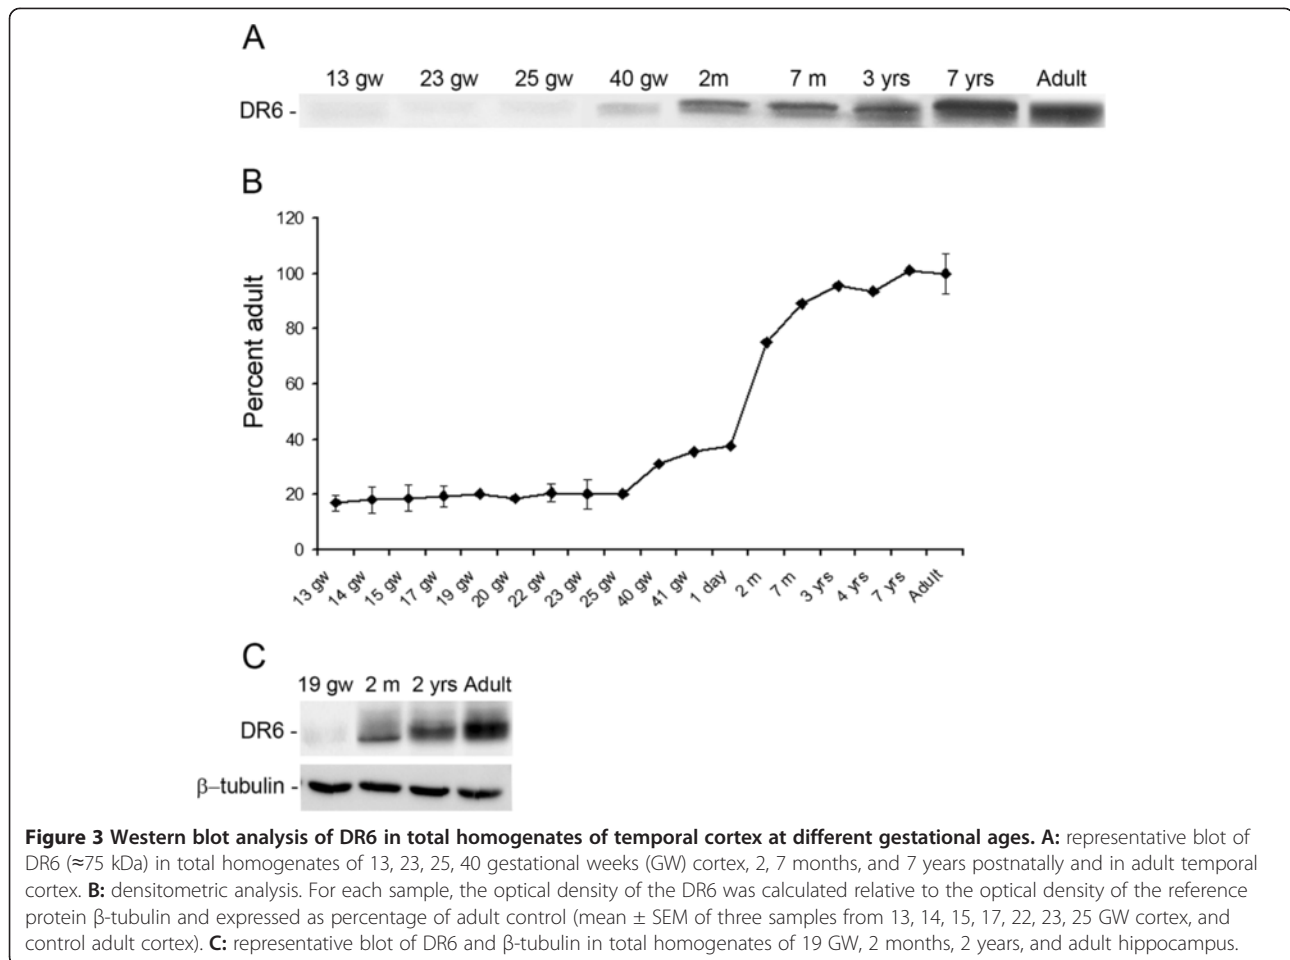 A
13 gw 23 gw 25 gw 40 gw 2m 7 m 3 yrs 7 yrs Adult
DR6 -
B
120
100
80
60
40
20
0
Percent adult
13 gw 14 gw 15 gw 17 gw 19 gw 20 gw 22 gw 23 gw 25 gw 40 gw 41 gw 1 day 2 m 7 m 3 yrs 4 yrs 7 yrs Adult
C
19 gw 2 m 2 yrs Adult
DR6 -
β–tubulin -
Figure 3 Western blot analysis of DR6 in total homogenates of temporal cortex at different gestational ages. A: representative blot of
DR6 (≈75 kDa) in total homogenates of 13, 23, 25, 40 gestational weeks (GW) cortex, 2, 7 months, and 7 years postnatally and in adult temporal
cortex. B: densitometric analysis. For each sample, the optical density of the DR6 was calculated relative to the optical density of the reference
protein β-tubulin and expressed as percentage of adult control (mean ± SEM of three samples from 13, 14, 15, 17, 22, 23, 25 GW cortex, and
control adult cortex). C: representative blot of DR6 and β-tubulin in total homogenates of 19 GW, 2 months, 2 years, and adult hippocampus.